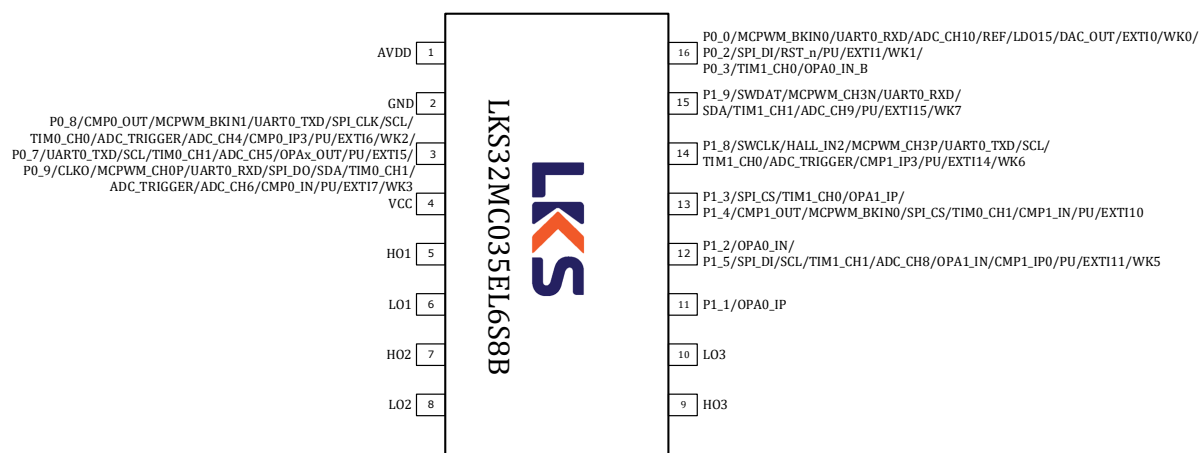 AVDD 1
GND 2
P0_8/CMP0_OUT/MCPWM_BKIN1/UART0_TXD/SPI_CLK/SCL/
TIM0_CH0/ADC_TRIGGER/ADC_CH4/CMP0_IP3/PU/EXTI6/WK2/
P0_7/UART0_TXD/SCL/TIM0_CH1/ADC_CH5/OPAx_OUT/PU/EXTI5/ 3
P0_9/CLKO/MCPWM_CH0P/UART0_RXD/SPI_DO/SDA/TIM0_CH1/
ADC_TRIGGER/ADC_CH6/CMP0_IN/PU/EXTI7/WK3
VCC 4
HO1 5
LO1 6
HO2 7
LO2 8
LKS32MC035EL6S8B
LKS
P0_0/MCPWM_BKIN0/UART0_RXD/ADC_CH10/REF/LDO15/DAC_OUT/EXTI0/WK0/
16 P0_2/SPI_DI/RST_n/PU/EXTI1/WK1/
P0_3/TIM1_CH0/OPA0_IN_B
15 P1_9/SWDAT/MCPWM_CH3N/UART0_RXD/
SDA/TIM1_CH1/ADC_CH9/PU/EXTI15/WK7
14 P1_8/SWCLK/HALL_IN2/MCPWM_CH3P/UART0_TXD/SCL/
TIM1_CH0/ADC_TRIGGER/CMP1_IP3/PU/EXTI14/WK6
13 P1_3/SPI_CS/TIM1_CH0/OPA1_IP/
P1_4/CMP1_OUT/MCPWM_BKIN0/SPI_CS/TIM0_CH1/CMP1_IN/PU/EXTI10
12 P1_2/OPA0_IN/
P1_5/SPI_DI/SCL/TIM1_CH1/ADC_CH8/OPA1_IN/CMP1_IP0/PU/EXTI11/WK5
11 P1_1/OPA0_IP
10 LO3
9 HO3